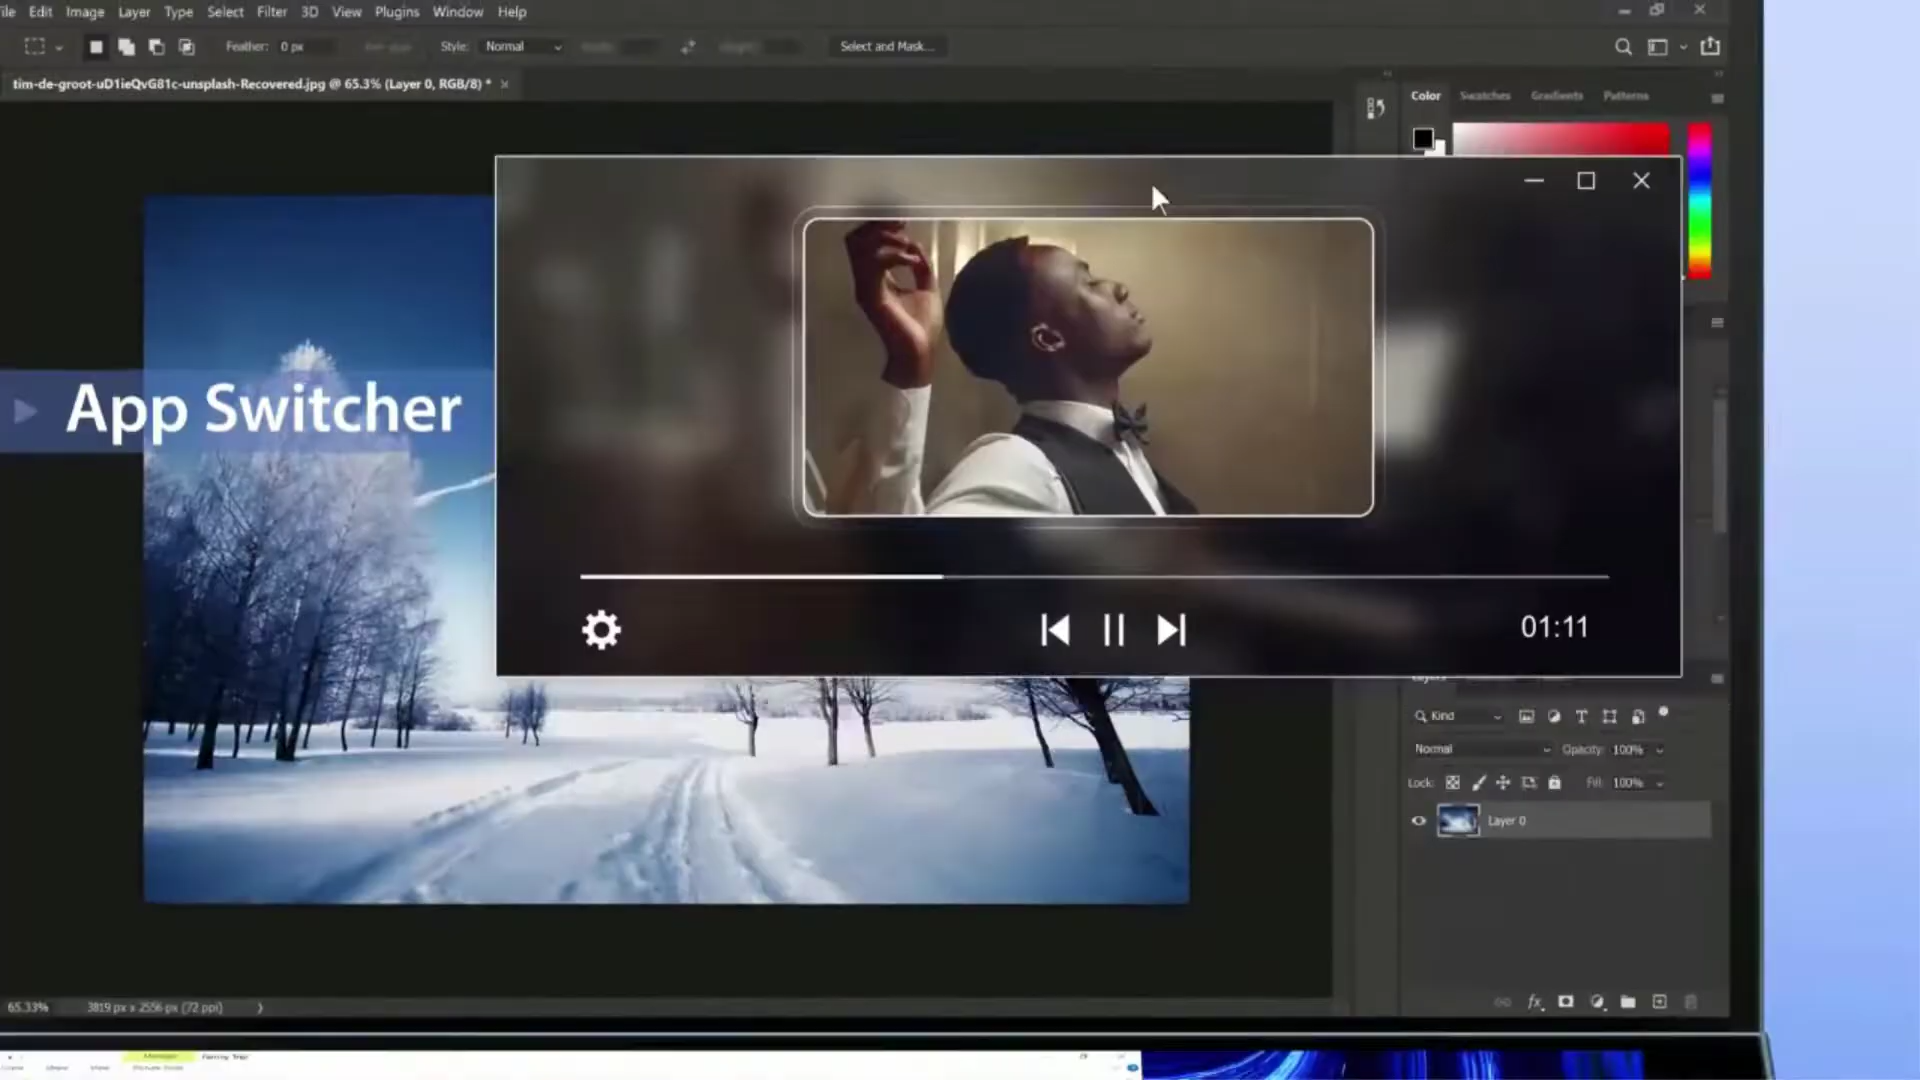 Edit Image Layer Type Select Filter 3D View Plugins Window Help
Feather: 0 px Style: Normal Select and Mask...
tim-de-groot-uD1ieQvG81c-unsplash-Recovered.jpg @ 65.3% (Layer 0, RGB/8) *
Color Swatches Gradients Patterns
App Switcher
01:11
Layers
Kind
Normal Opacity: 100%
Lock: Fill: 100%
Layer 0
fx
65.33% 3819 px x 2556 px (72 ppi)